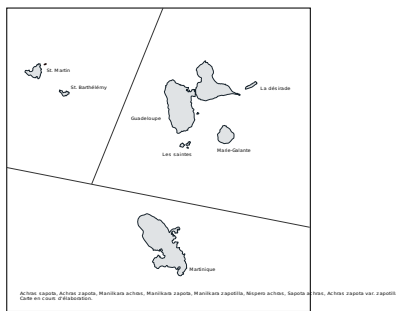 St. Martin
St. Barthélémy
La désirade
Guadeloupe
Les saintes
Marie-Galante
Martinique
Achras sapota, Achras zapota, Manilkara achras, Manilkara zapota, Manilkara zapotilla, Nispero achras, Sapota achras, Achras zapota var. zapotill
Carte en cours d'élaboration.